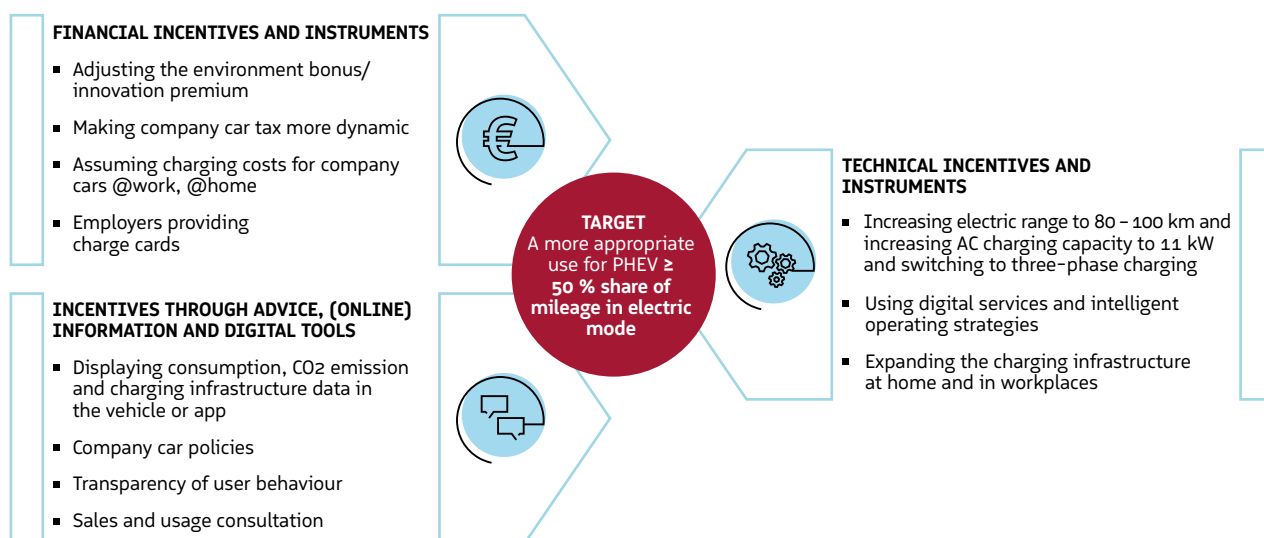 FINANCIAL INCENTIVES AND INSTRUMENTS
▪ Adjusting the environment bonus/
innovation premium
▪ Making company car tax more dynamic
▪ Assuming charging costs for company
cars @work, @home
▪ Employers providing
charge cards
INCENTIVES THROUGH ADVICE, (ONLINE)
INFORMATION AND DIGITAL TOOLS
▪ Displaying consumption, CO2 emission
and charging infrastructure data in
the vehicle or app
▪ Company car policies
▪ Transparency of user behaviour
▪ Sales and usage consultation
€
TARGET
A more appropriate
use for PHEV ≥
50 % share of
mileage in electric
mode
TECHNICAL INCENTIVES AND
INSTRUMENTS
▪ Increasing electric range to 80 – 100 km and
increasing AC charging capacity to 11 kW
and switching to three-phase charging
▪ Using digital services and intelligent
operating strategies
▪ Expanding the charging infrastructure
at home and in workplaces